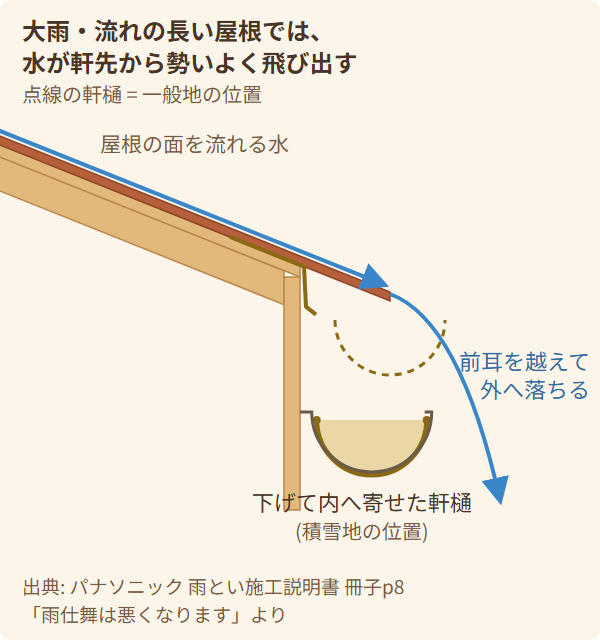 大雨・流れの長い屋根では、
水が軒先から勢いよく飛び出す
点線の軒樋 = 一般地の位置
屋根の面を流れる水
前耳を越えて
外へ落ちる
下げて内へ寄せた軒樋
(積雪地の位置)
出典: パナソニック 雨とい施工説明書 冊子p8
「雨仕舞は悪くなります」より